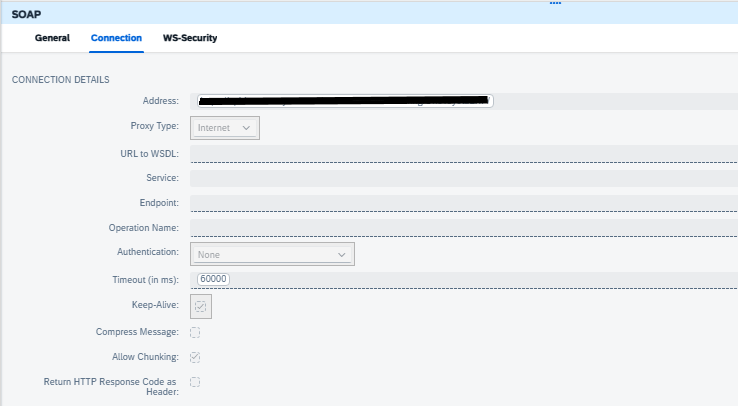 SOAP
General Connection WS-Security
CONNECTION DETAILS
Address:
Proxy Type: Internet
URL to WSDL:
Service:
Endpoint:
Operation Name:
Authentication: None
Timeout (in ms): 60000
Keep-Alive:
Compress Message:
Allow Chunking:
Return HTTP Response Code as
Header: